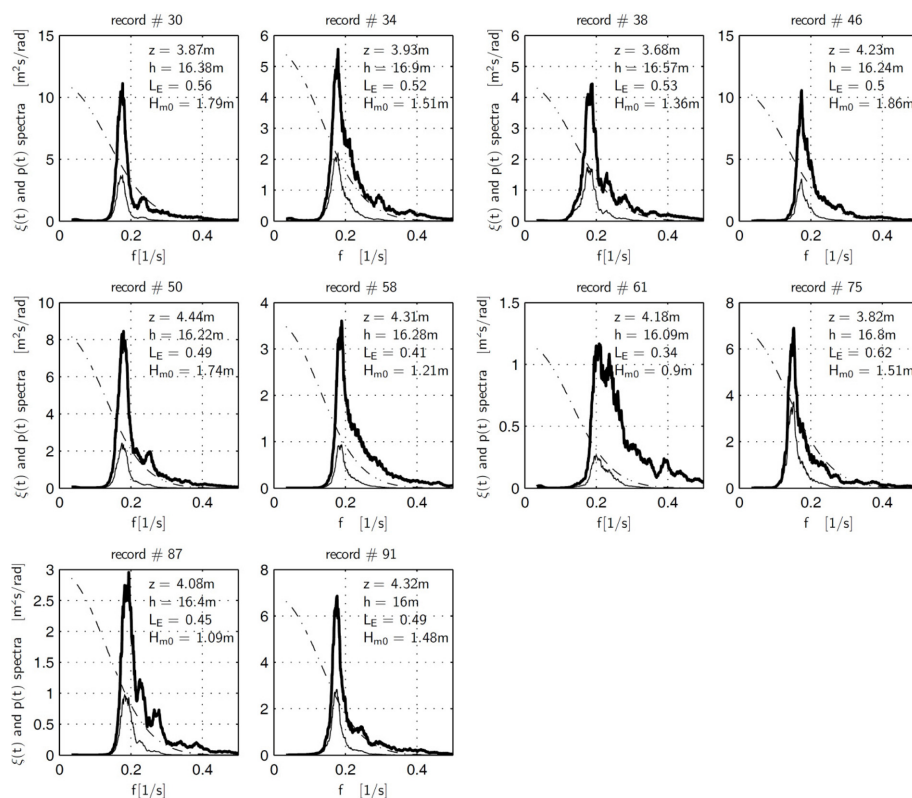 record # 30
15
10
5
0
0
0.2
0.4
f[1/s]
ξ(t) and p(t) spectra [m²s/rad]
z = 3.87m
h = 16.38m
L_E = 0.56
H_m0 = 1.79m
record # 34
6
5
4
3
2
1
0
0
0.2
0.4
f [1/s]
z = 3.93m
h = 16.9m
L_E = 0.52
H_m0 = 1.51m
record # 38
6
5
4
3
2
1
0
0
0.2
0.4
f[1/s]
ξ(t) and p(t) spectra [m²s/rad]
z = 3.68m
h = 16.57m
L_E = 0.53
H_m0 = 1.36m
record # 46
15
10
5
0
0
0.2
0.4
f [1/s]
z = 4.23m
h = 16.24m
L_E = 0.5
H_m0 = 1.86m
record # 50
10
8
6
4
2
0
0
0.2
0.4
f[1/s]
ξ(t) and p(t) spectra [m²s/rad]
z = 4.44m
h = 16.22m
L_E = 0.49
H_m0 = 1.74m
record # 58
4
3
2
1
0
0
0.2
0.4
f [1/s]
z = 4.31m
h = 16.28m
L_E = 0.41
H_m0 = 1.21m
record # 61
1.5
1
0.5
0
0
0.2
0.4
f[1/s]
ξ(t) and p(t) spectra [m²s/rad]
z = 4.18m
h = 16.09m
L_E = 0.34
H_m0 = 0.9m
record # 75
8
6
4
2
0
0
0.2
0.4
f [1/s]
z = 3.82m
h = 16.8m
L_E = 0.62
H_m0 = 1.51m
record # 87
3
2.5
2
1.5
1
0.5
0
0
0.2
0.4
f[1/s]
ξ(t) and p(t) spectra [m²s/rad]
z = 4.08m
h = 16.4m
L_E = 0.45
H_m0 = 1.09m
record # 91
8
6
4
2
0
0
0.2
0.4
f [1/s]
z = 4.32m
h = 16m
L_E = 0.49
H_m0 = 1.48m